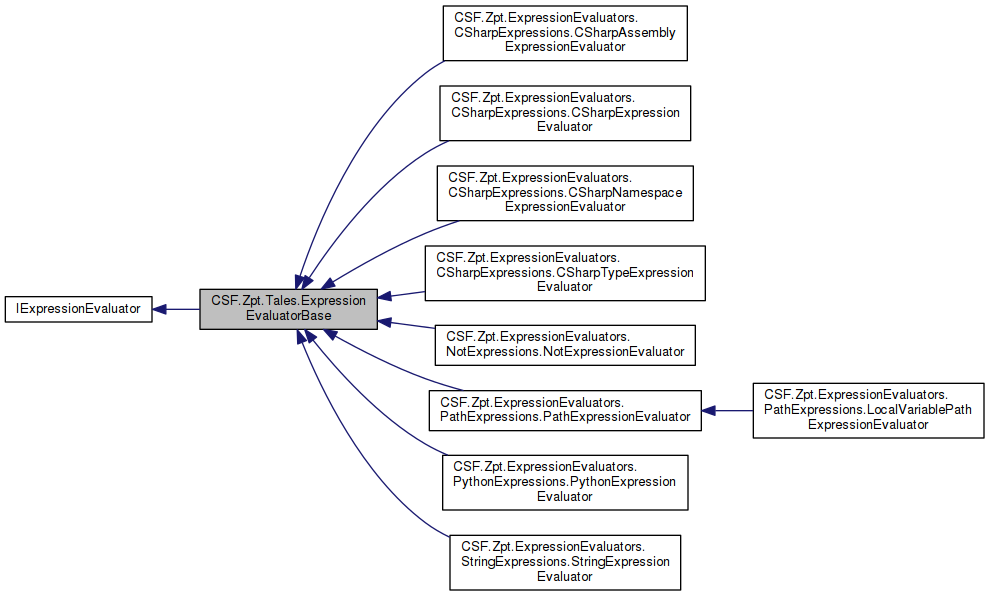 CSF.Zpt.ExpressionEvaluators.
CSharpExpressions.CSharpAssembly
ExpressionEvaluator
CSF.Zpt.ExpressionEvaluators.
CSharpExpressions.CSharpExpression
Evaluator
CSF.Zpt.ExpressionEvaluators.
CSharpExpressions.CSharpNamespace
ExpressionEvaluator
CSF.Zpt.ExpressionEvaluators.
CSharpExpressions.CSharpTypeExpression
Evaluator
IExpressionEvaluator
CSF.Zpt.Tales.Expression
EvaluatorBase
CSF.Zpt.ExpressionEvaluators.
NotExpressions.NotExpressionEvaluator
CSF.Zpt.ExpressionEvaluators.
PathExpressions.PathExpressionEvaluator
CSF.Zpt.ExpressionEvaluators.
PathExpressions.LocalVariablePath
ExpressionEvaluator
CSF.Zpt.ExpressionEvaluators.
PythonExpressions.PythonExpression
Evaluator
CSF.Zpt.ExpressionEvaluators.
StringExpressions.StringExpression
Evaluator